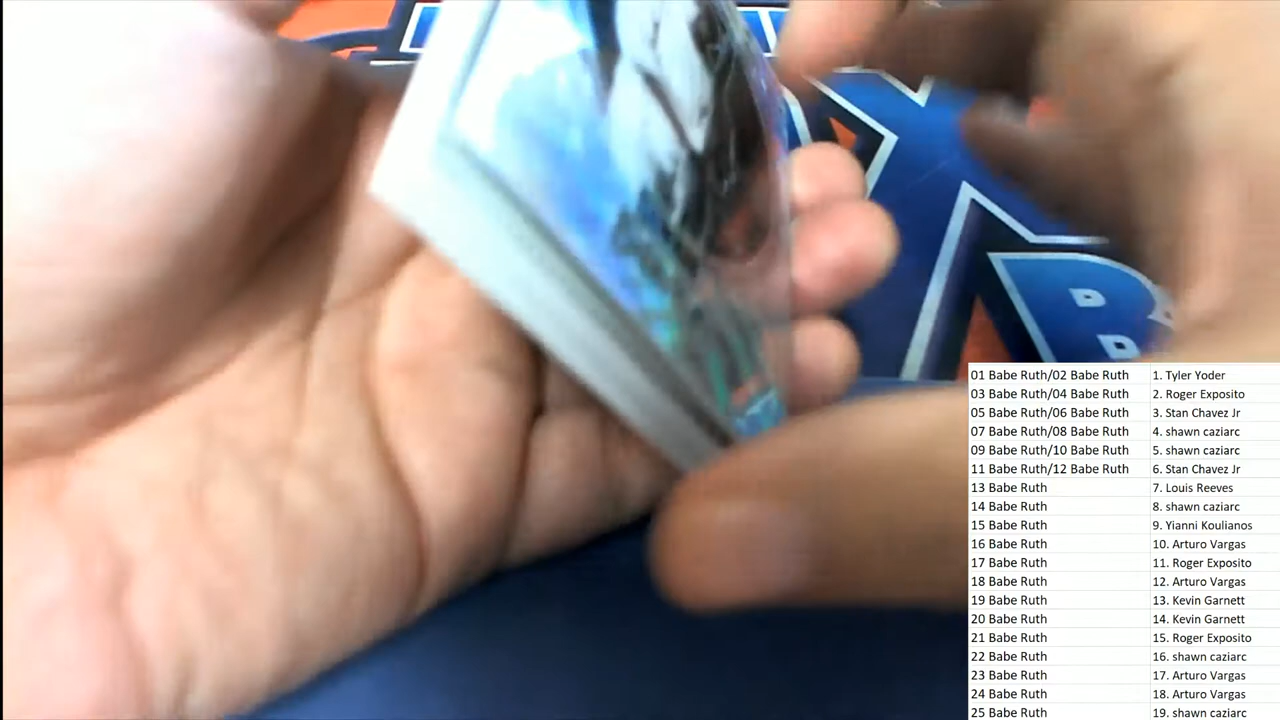 01 Babe Ruth/02 Babe Ruth 1. Tyler Yoder
03 Babe Ruth/04 Babe Ruth 2. Roger Exposito
05 Babe Ruth/06 Babe Ruth 3. Stan Chavez Jr
07 Babe Ruth/08 Babe Ruth 4. shawn caziarc
09 Babe Ruth/10 Babe Ruth 5. shawn caziarc
11 Babe Ruth/12 Babe Ruth 6. Stan Chavez Jr
13 Babe Ruth 7. Louis Reeves
14 Babe Ruth 8. shawn caziarc
15 Babe Ruth 9. Yianni Koulianos
16 Babe Ruth 10. Arturo Vargas
17 Babe Ruth 11. Roger Exposito
18 Babe Ruth 12. Arturo Vargas
19 Babe Ruth 13. Kevin Garnett
20 Babe Ruth 14. Kevin Garnett
21 Babe Ruth 15. Roger Exposito
22 Babe Ruth 16. shawn caziarc
23 Babe Ruth 17. Arturo Vargas
24 Babe Ruth 18. Arturo Vargas
25 Babe Ruth 19. shawn caziarc